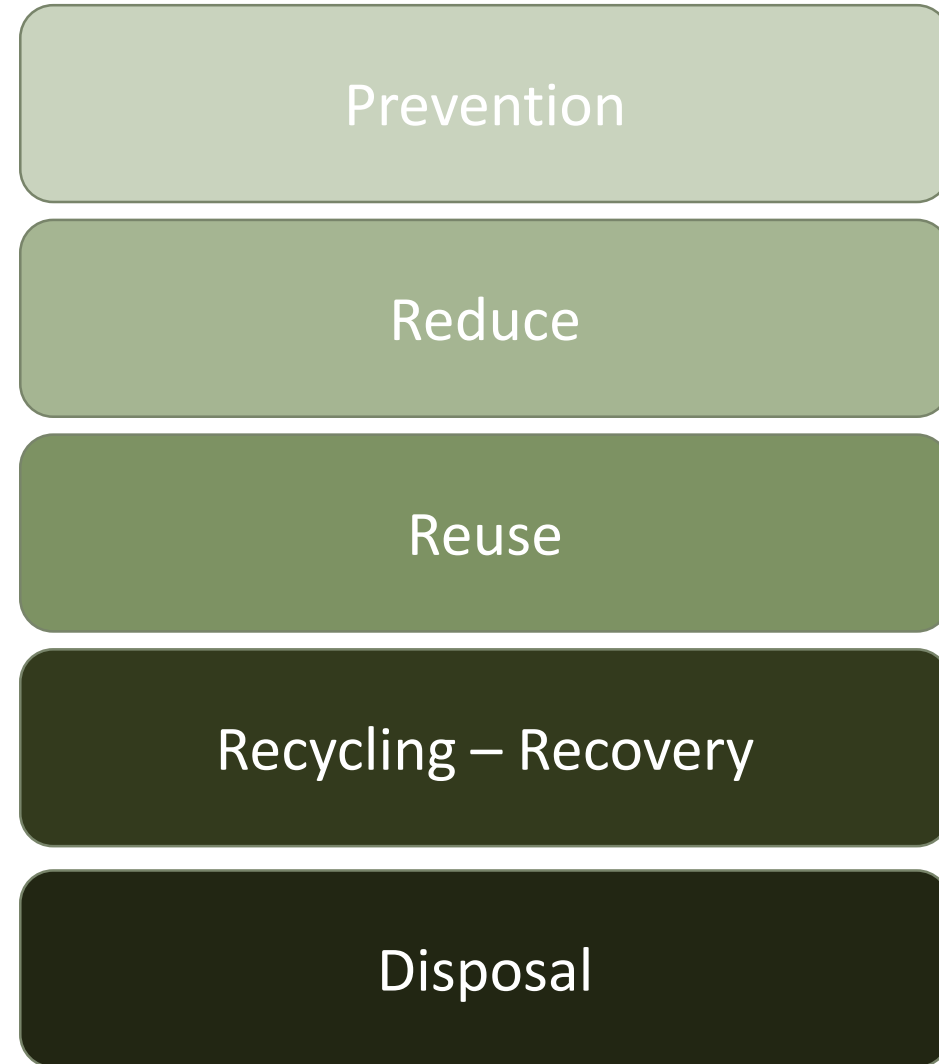 Prevention
Reduce
Reuse
Recycling – Recovery
Disposal